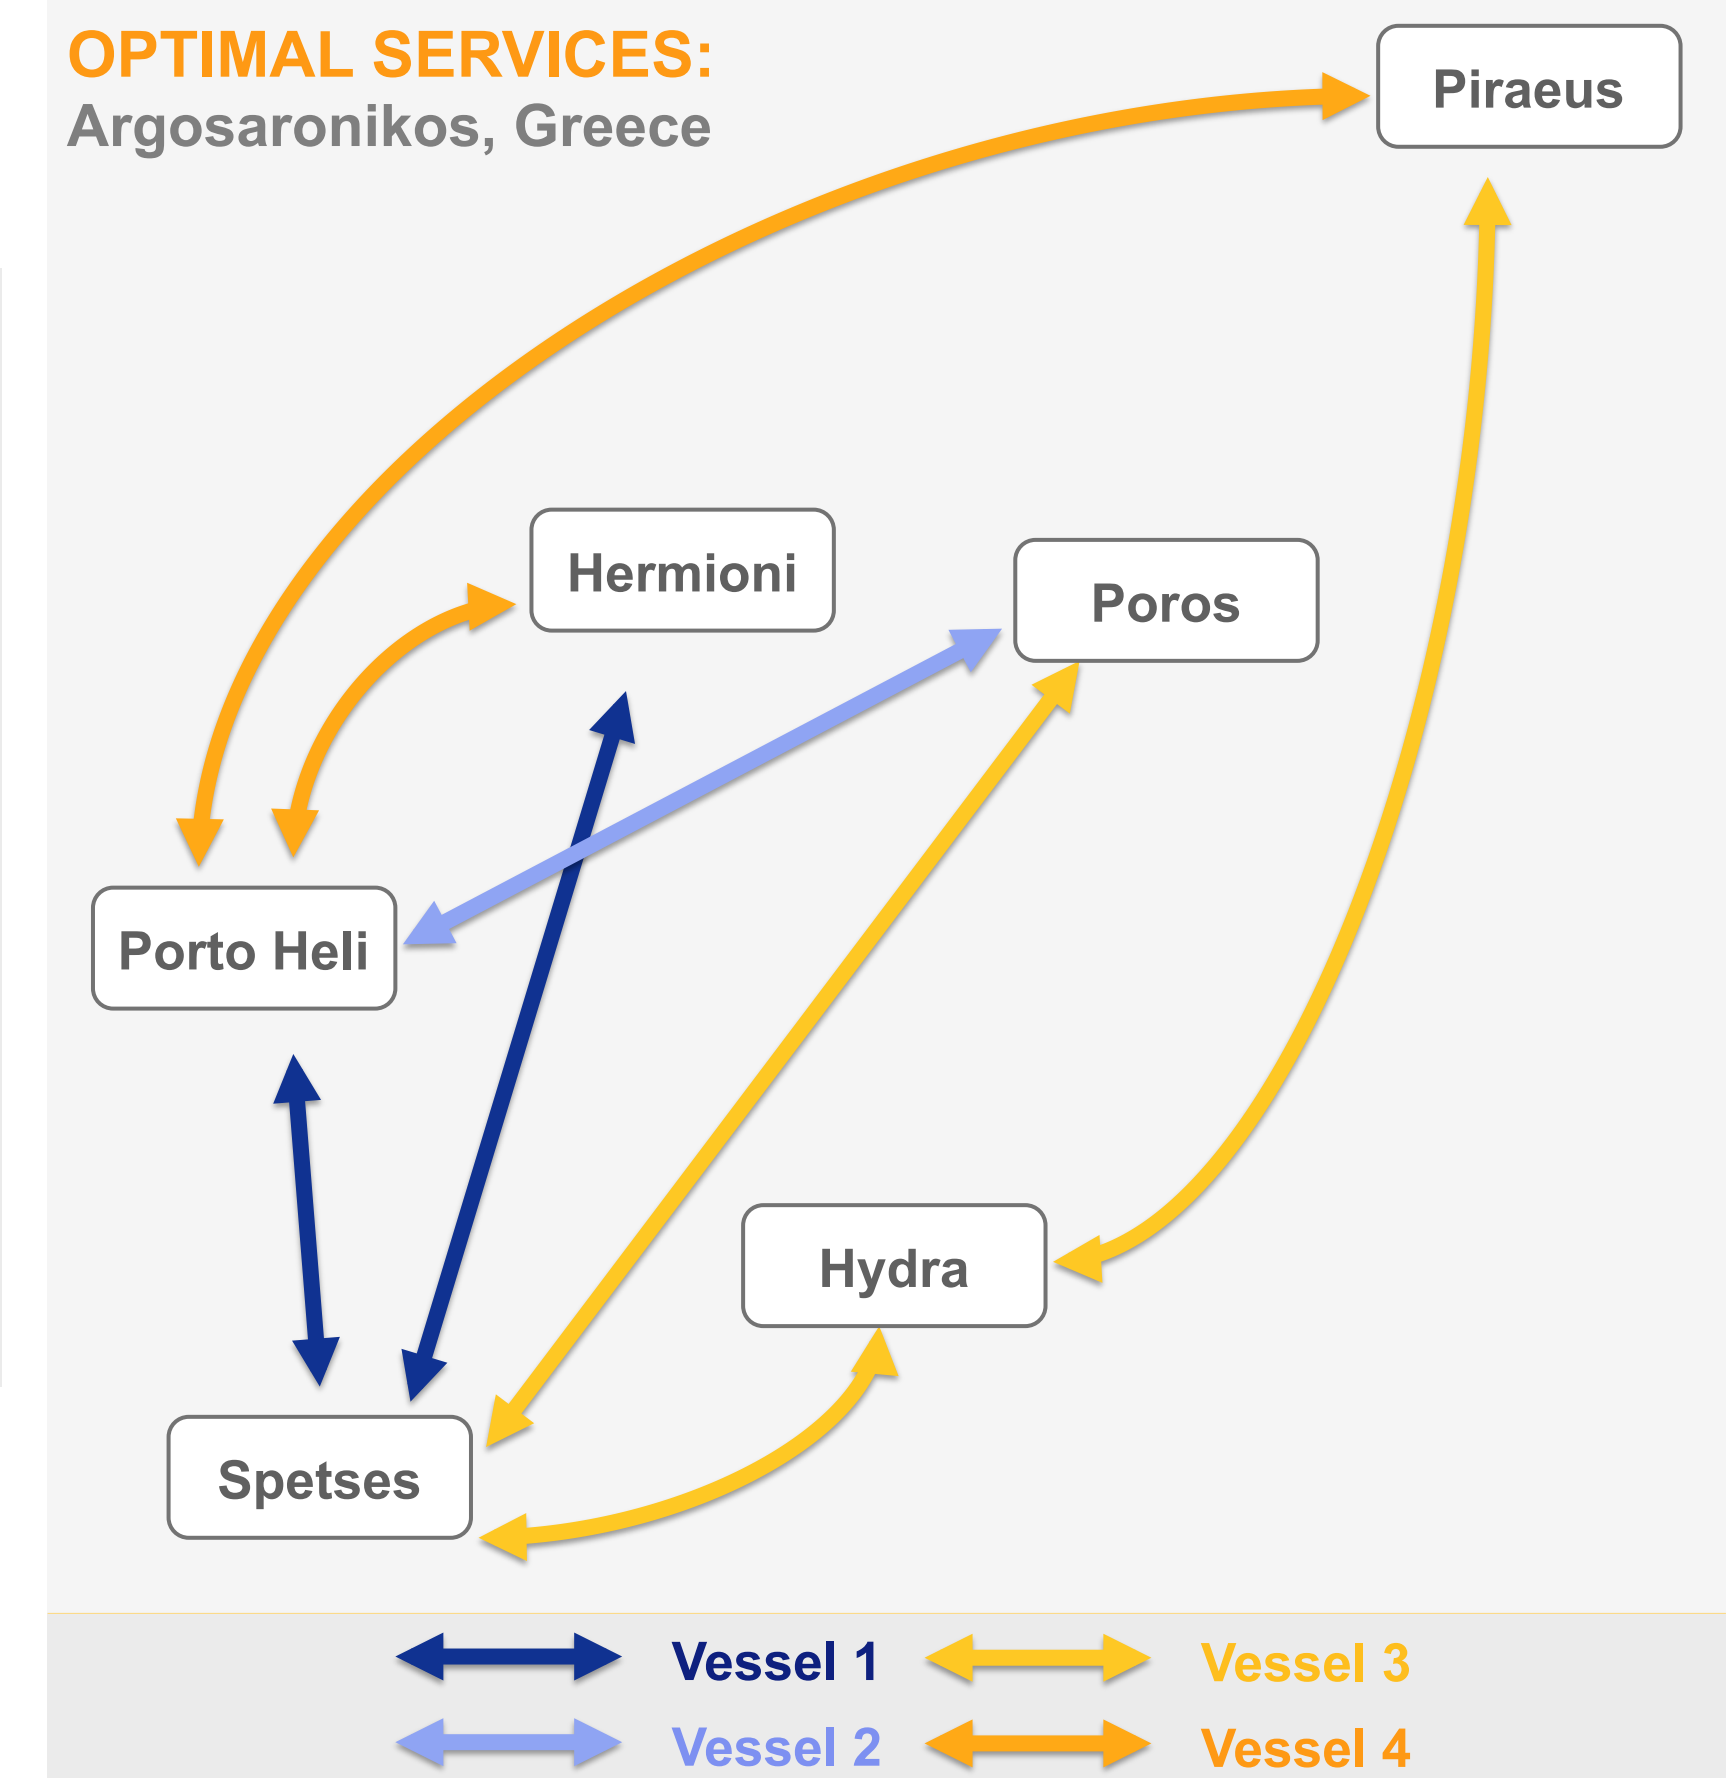 OPTIMAL SERVICES:
Argosaronikos, Greece
Piraeus
Hermioni
Poros
Porto Heli
Hydra
Spetses
Vessel 1
Vessel 3
Vessel 2
Vessel 4